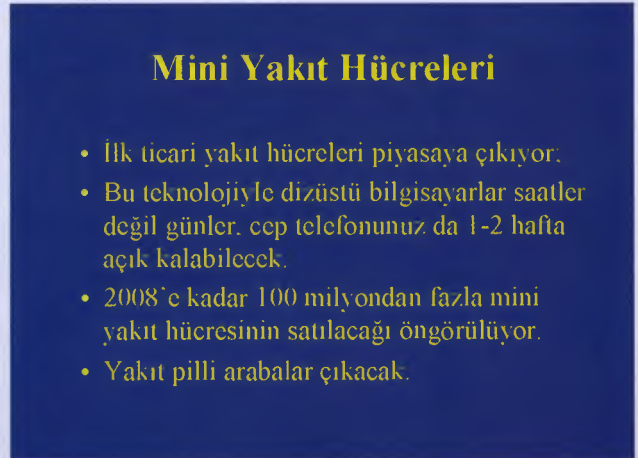 Mini Yakıt Hücreleri
• İlk ticari yakıt hücreleri piyasaya çıkıyor.
• Bu teknolojiyle dizüstü bilgisayarlar saatler
değil günler, cep telefonunuz da 1-2 hafta
açık kalabilecek.
• 2008'e kadar 100 milyondan fazla mini
yakıt hücresinin satılacağı öngörülüyor.
• Yakıt pilli arabalar çıkacak.